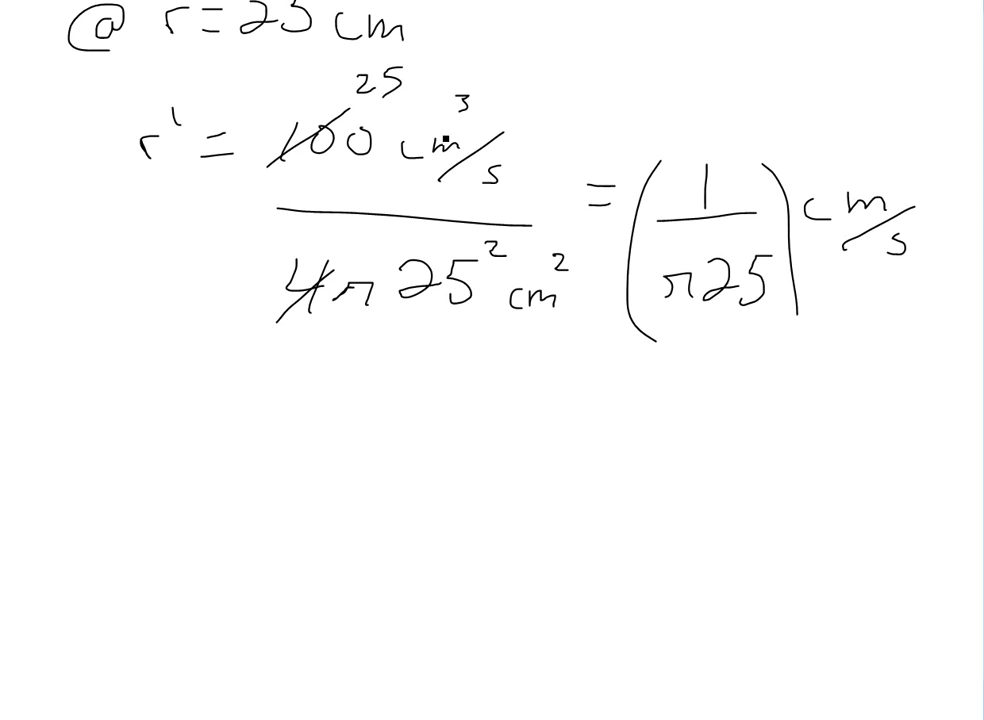 @ r = 25 cm
25
r' = 100 cm³/s
4π 25² cm²
= (1/π25) cm/s